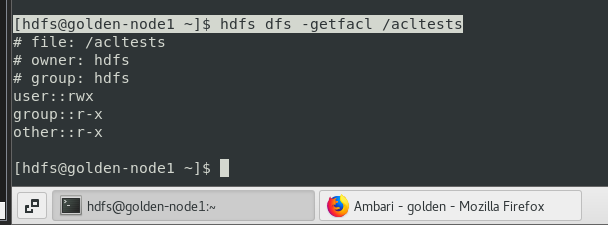 [hdfs@golden-node1 ~]$ hdfs dfs -getfacl /acltests
# file: /acltests
# owner: hdfs
# group: hdfs
user::rwx
group::r-x
other::r-x
[hdfs@golden-node1 ~]$
hdfs@golden-node1:~
Ambari - golden - Mozilla Firefox